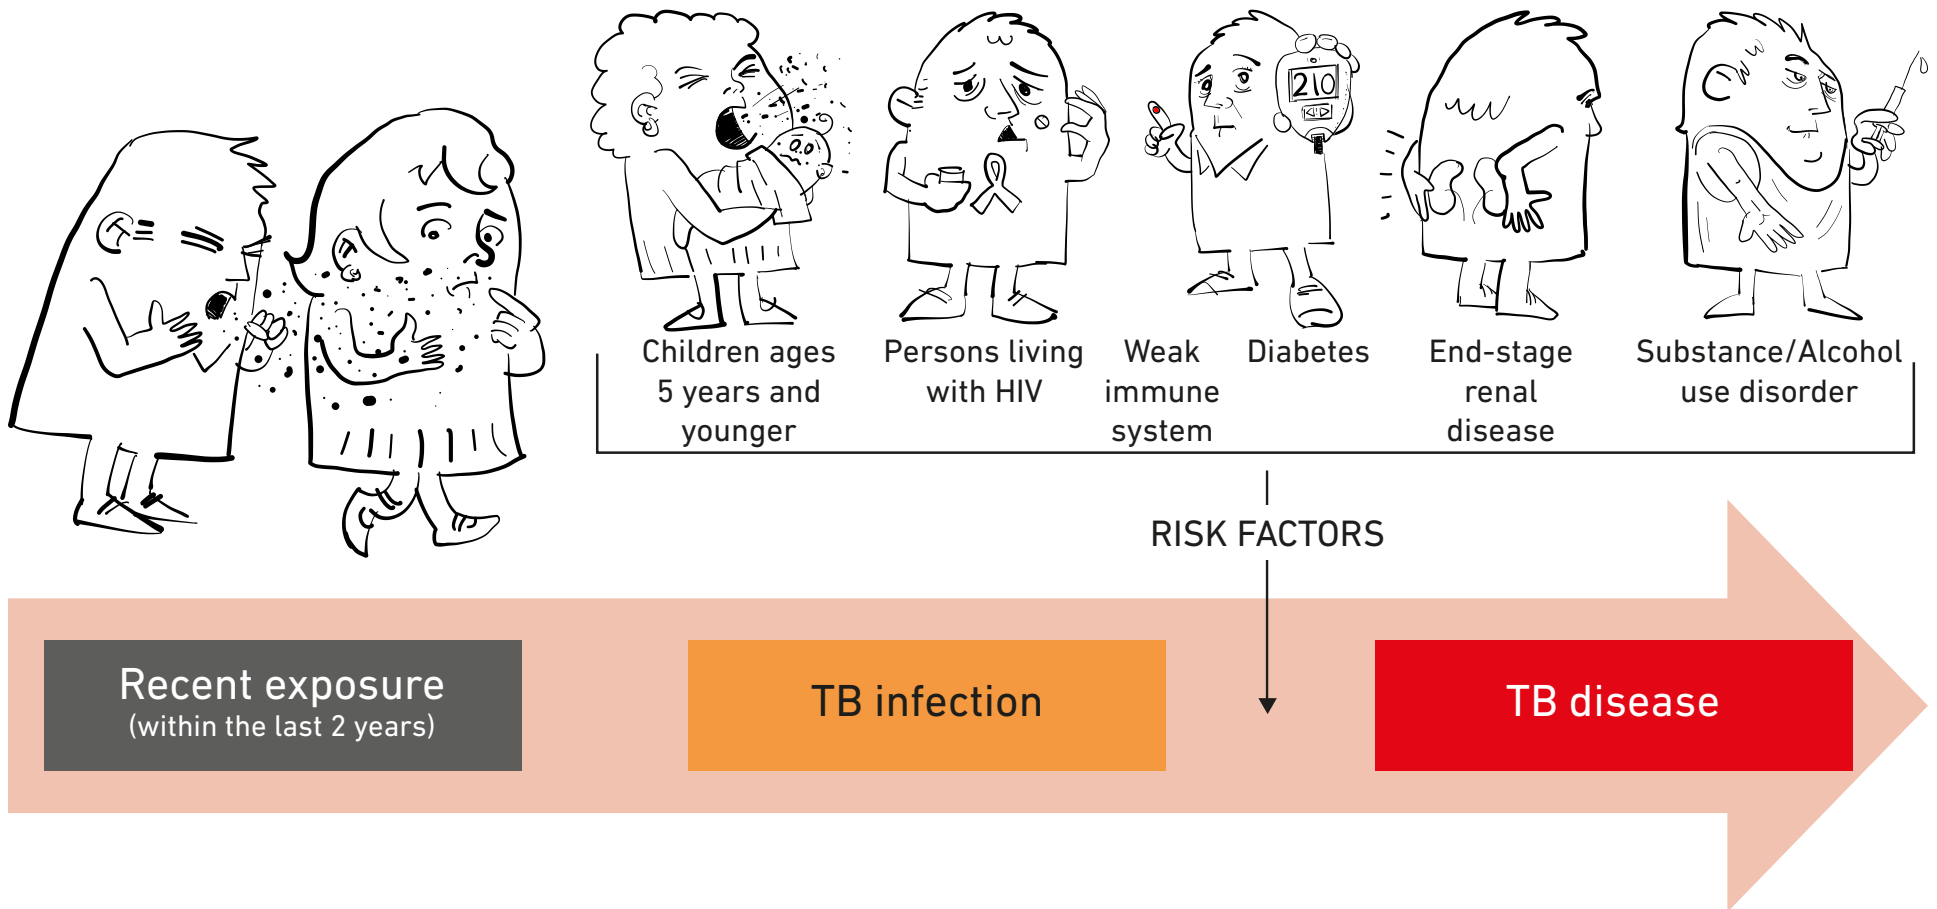 210
Children ages
5 years and
younger
Persons living
with HIV
Weak
immune
system
Diabetes
End-stage
renal
disease
Substance/Alcohol
use disorder
RISK FACTORS
Recent exposure
(within the last 2 years)
TB infection
TB disease